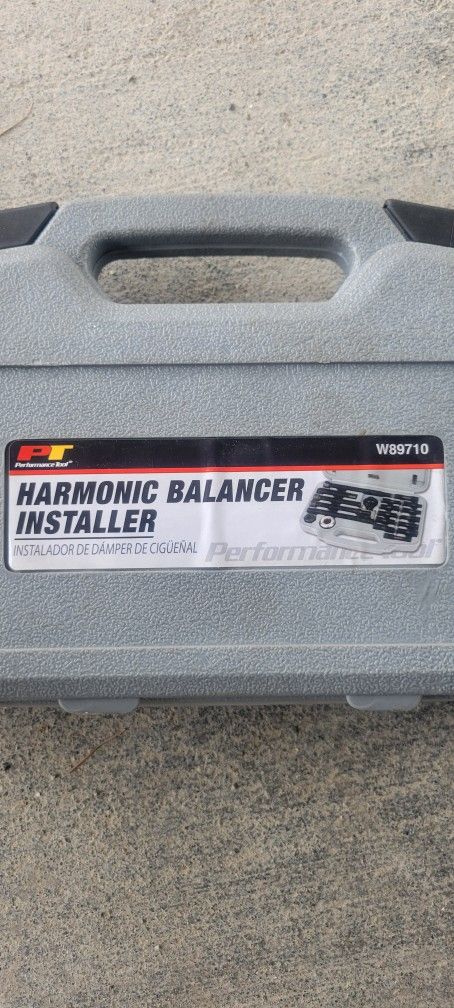 PT
Performance Tool
W89710
HARMONIC BALANCER
INSTALLER
INSTALADOR DE DÁMPER DE CIGÜEÑAL
Performance Tool